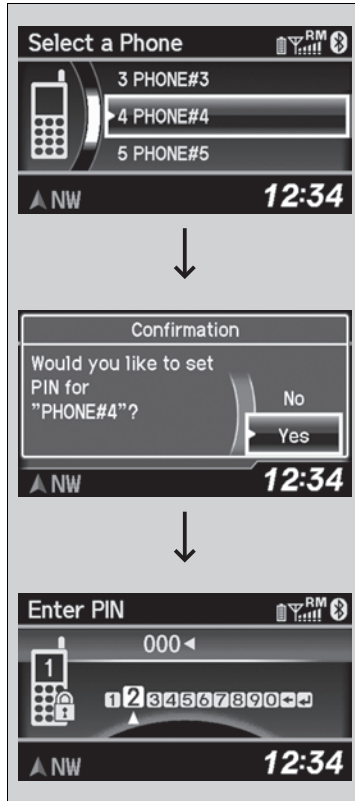 Select a Phone
RM
3 PHONE#3
4 PHONE#4
5 PHONE#5
NW 12:34
Confirmation
Would you like to set
PIN for
"PHONE#4"?
No
Yes
NW 12:34
Enter PIN
RM
000
1
1234567890
NW 12:34